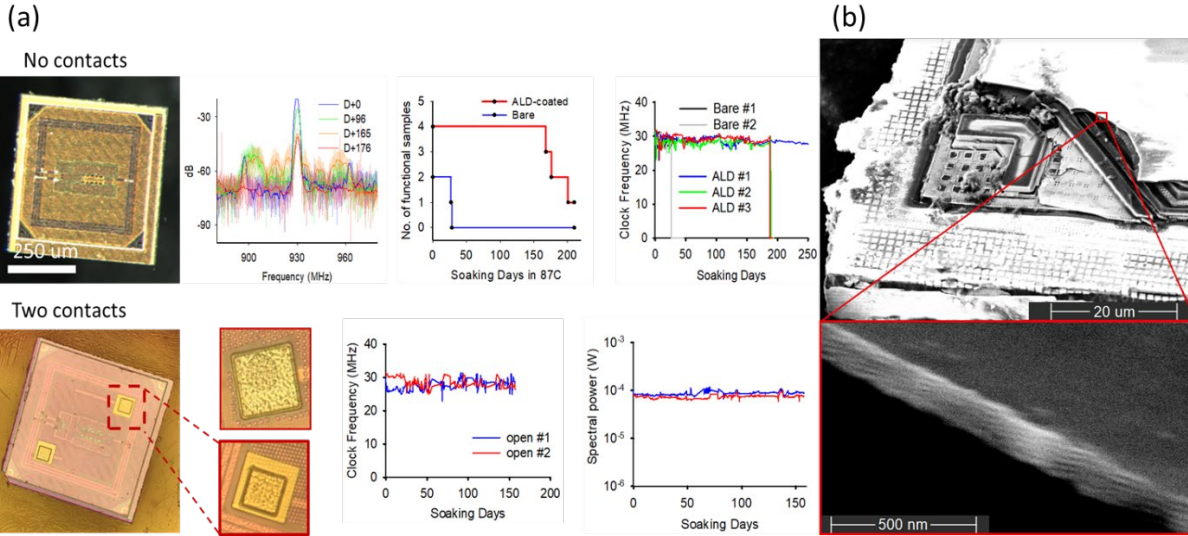 (a)
(b)
No contacts
250 um
dB
-30
-60
-90
900
930
960
Frequency (MHz)
D+0
D+96
D+165
D+176
No. of functional samples
5
4
3
2
1
0
0
50
100
150
200
Soaking Days in 87C
ALD-coated
Bare
Clock Frequency (MHz)
40
30
20
10
0
0
50
100
150
200
250
Soaking Days
Bare #1
Bare #2
ALD #1
ALD #2
ALD #3
20 um
Two contacts
Clock Frequency (MHz)
40
30
20
10
0
0
50
100
150
200
Soaking Days
open #1
open #2
Spectral power (W)
10-3
10-4
10-5
10-6
0
50
100
150
Soaking Days
500 nm